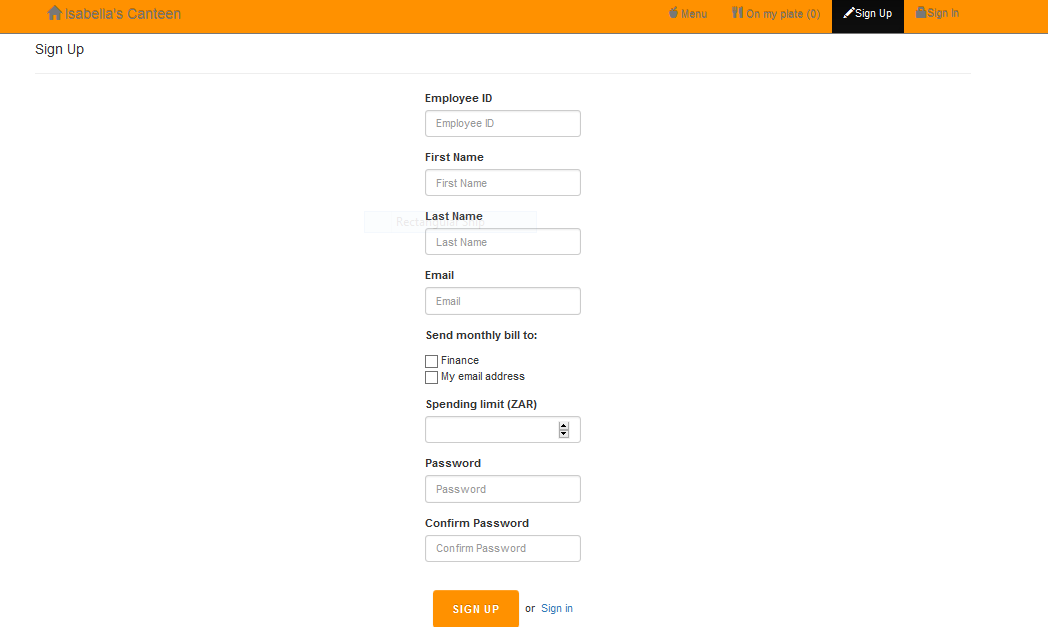 Isabella's Canteen
Menu
On my plate (0)
Sign Up
Sign In
Sign Up
Employee ID
Employee ID
First Name
First Name
Last Name
Last Name
Email
Email
Send monthly bill to:
Finance
My email address
Spending limit (ZAR)
Password
Password
Confirm Password
Confirm Password
SIGN UP or Sign in